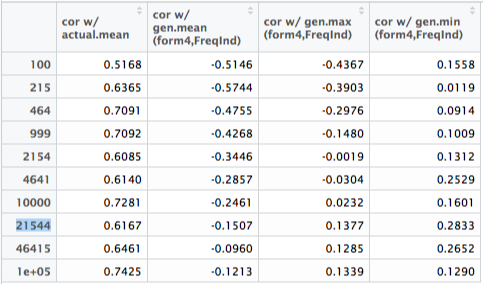 cor w/ actual.mean cor w/ gen.mean (form4,FreqInd) cor w/ gen.max (form4,FreqInd) cor w/ gen.min (form4,FreqInd)
100 0.5168 -0.5146 -0.4367 0.1558
215 0.6365 -0.5744 -0.3903 0.0119
464 0.7091 -0.4755 -0.2976 0.0914
999 0.7092 -0.4268 -0.1480 0.1009
2154 0.6085 -0.3446 -0.0019 0.1312
4641 0.6140 -0.2857 -0.0304 0.2529
10000 0.7281 -0.2461 0.0232 0.1601
21544 0.6167 -0.1507 0.1377 0.2833
46415 0.6461 -0.0960 0.1285 0.2652
1e+05 0.7425 -0.1213 0.1339 0.1290